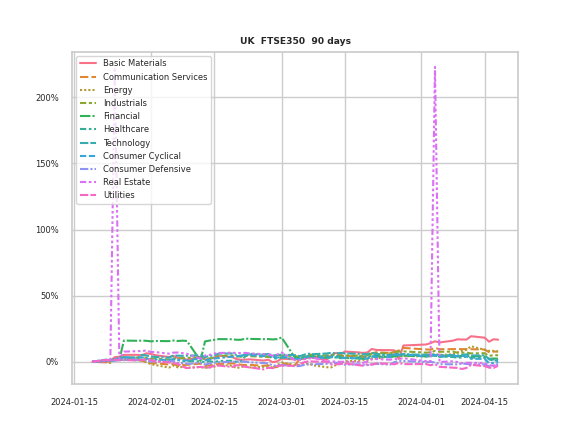 UK FTSE350 90 days
Basic Materials
Communication Services
Energy
Industrials
Financial
Healthcare
Technology
Consumer Cyclical
Consumer Defensive
Real Estate
Utilities
200%
150%
100%
50%
0%
2024-01-15 2024-02-01 2024-02-15 2024-03-01 2024-03-15 2024-04-01 2024-04-15